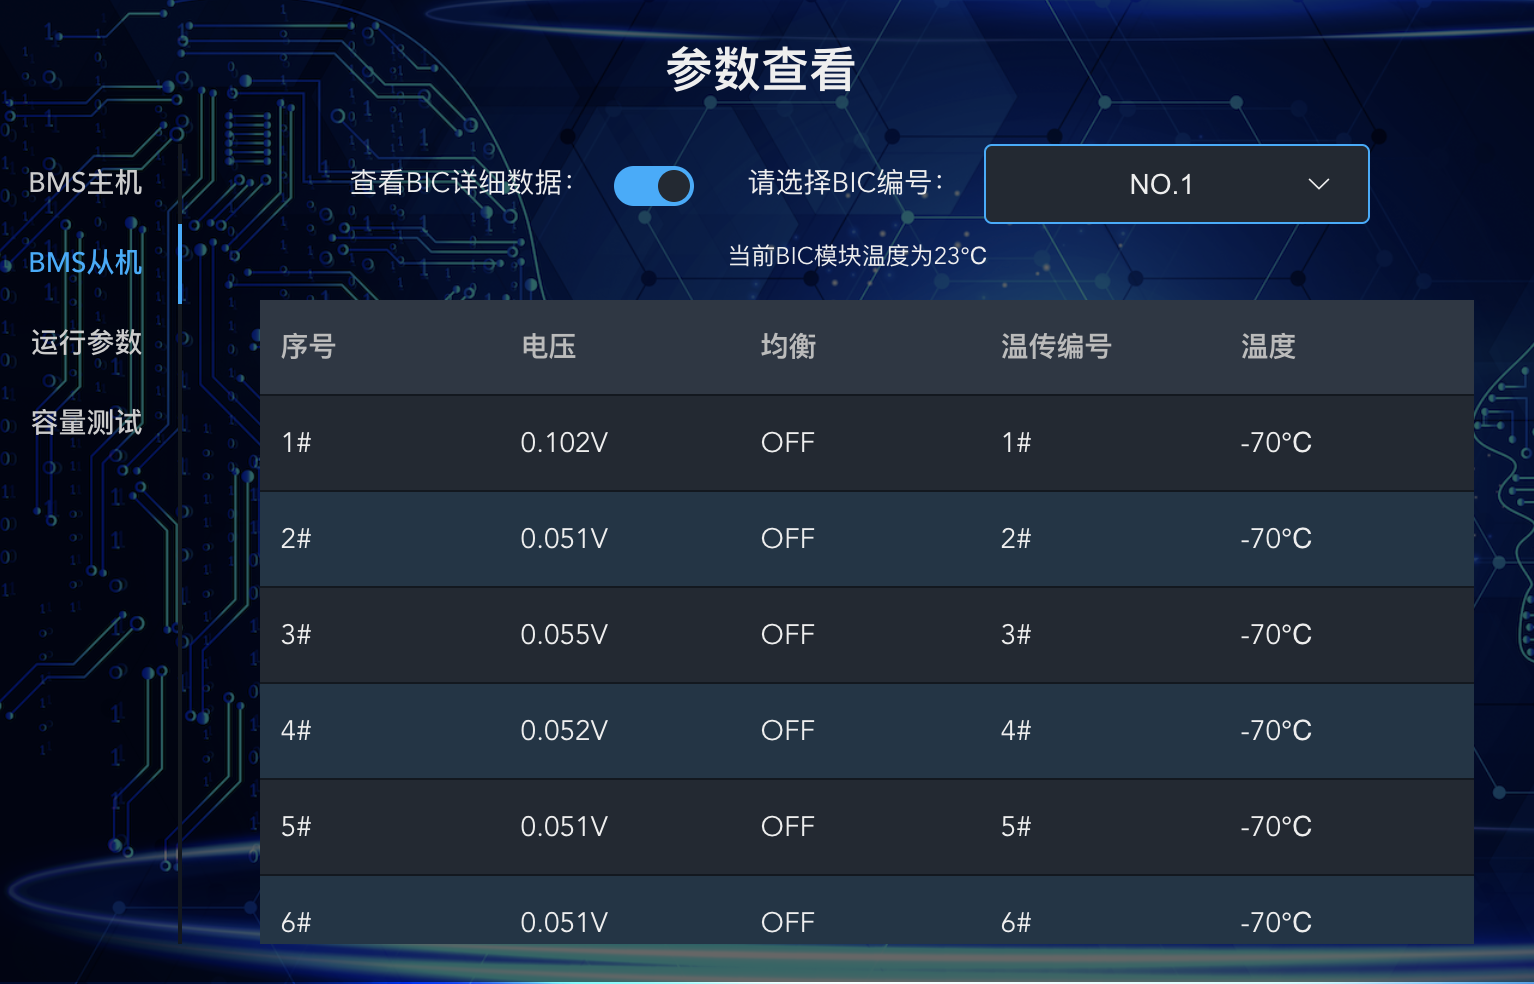 参数查看
BMS主机
BMS从机
运行参数
容量测试
查看BIC详细数据： 请选择BIC编号： NO.1
当前BIC模块温度为23℃
序号 电压 均衡 温传编号 温度
1# 0.102V OFF 1# -70℃
2# 0.051V OFF 2# -70℃
3# 0.055V OFF 3# -70℃
4# 0.052V OFF 4# -70℃
5# 0.051V OFF 5# -70℃
6# 0.051V OFF 6# -70℃